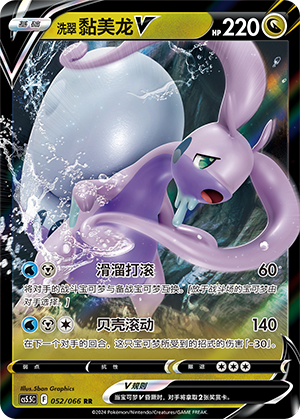 基础 洗翠 黏美龙V HP 220
滑溜打滚 60
将对手的战斗宝可梦与备战宝可梦互换。[放于战斗场的宝可梦由
对手选择。]
贝壳滚动 140
在下一个对手的回合,这只宝可梦所受到的招式的伤害「-30」。
弱点 抗性 撤退
Illus.5ban Graphics
CS5.5C F 052/066 RR
V规则
当宝可梦V昏厥时,对手将拿取2张奖赏卡。
©2024 Pokémon/Nintendo/Creatures/GAME FREAK.